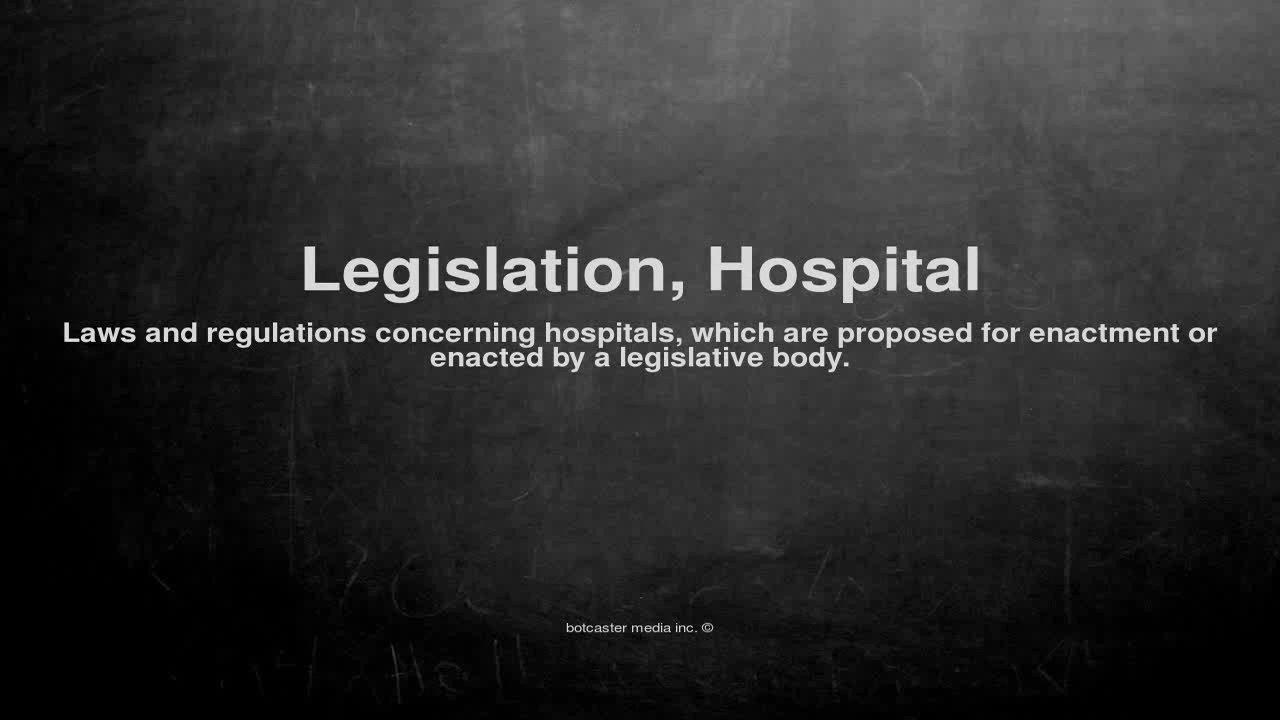 Legislation, Hospital
Laws and regulations concerning hospitals, which are proposed for enactment or
enacted by a legislative body.
botcaster media inc. ©